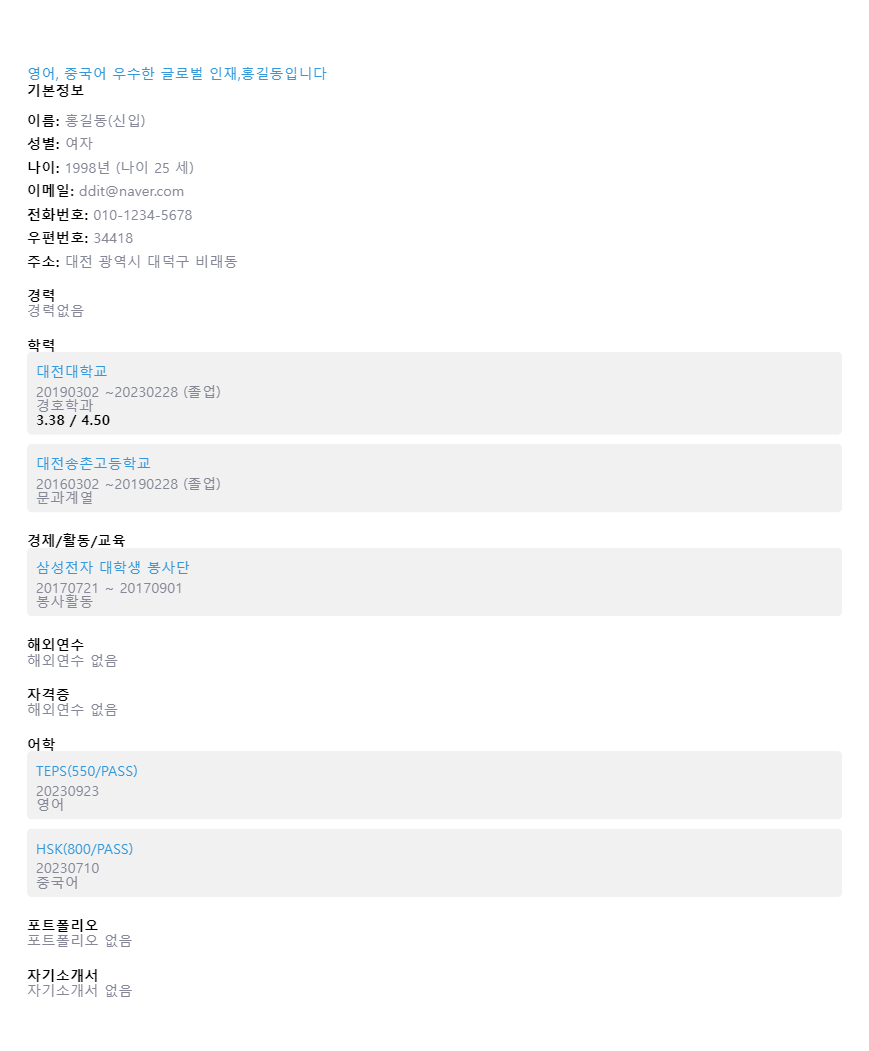 영어, 중국어 우수한 글로벌 인재,홍길동입니다
기본정보
이름: 홍길동(신입)
성별: 여자
나이: 1998년 (나이 25 세)
이메일: ddit@naver.com
전화번호: 010-1234-5678
우편번호: 34418
주소: 대전 광역시 대덕구 비래동
경력
경력없음
학력
대전대학교
20190302 ~20230228 (졸업)
경호학과
3.38 / 4.50
대전송촌고등학교
20160302 ~20190228 (졸업)
문과계열
경제/활동/교육
삼성전자 대학생 봉사단
20170721 ~ 20170901
봉사활동
해외연수
해외연수 없음
자격증
해외연수 없음
어학
TEPS(550/PASS)
20230923
영어
HSK(800/PASS)
20230710
중국어
포트폴리오
포트폴리오 없음
자기소개서
자기소개서 없음